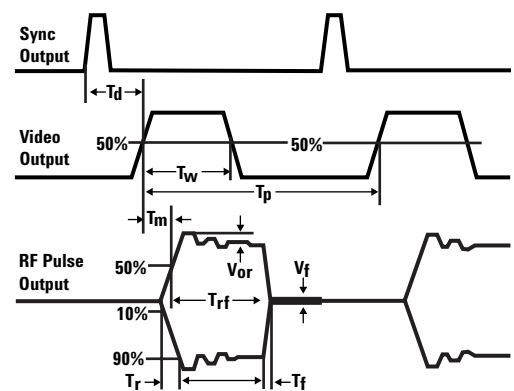 Sync
Output
Td
Video
Output
50%
50%
Tw
Tp
Tm
RF Pulse
Output
50%
Vor
Vf
Trf
10%
90%
Tr
Tf